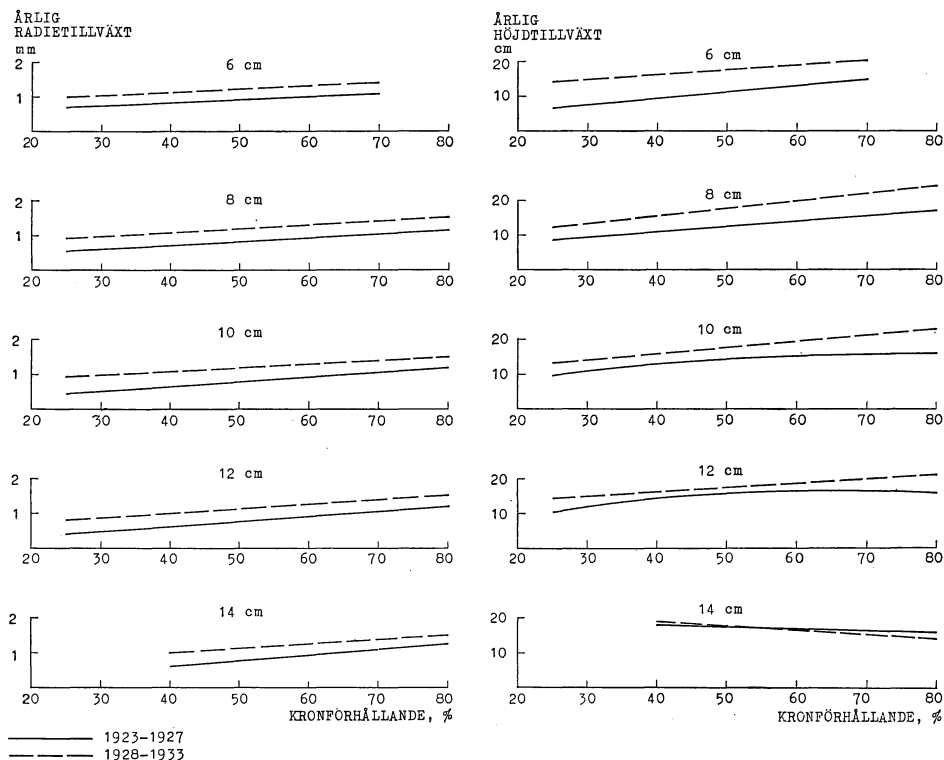 ÅRLIG
RADIETILLVÄXT
mm
2
6 cm
1
20 30 40 50 60 70 80
2
8 cm
1
20 30 40 50 60 70 80
2
10 cm
1
20 30 40 50 60 70 80
2
12 cm
1
20 30 40 50 60 70 80
2
14 cm
1
20 30 40 50 60 70 80
KRONFÖRHÅLLANDE, %
ÅRLIG
HÖJDTILLVÄXT
cm
20
6 cm
10
20 30 40 50 60 70 80
20
8 cm
10
20 30 40 50 60 70 80
20
10 cm
10
20 30 40 50 60 70 80
20
12 cm
10
20 30 40 50 60 70 80
20
14 cm
10
20 30 40 50 60 70 80
KRONFÖRHÅLLANDE, %
1923-1927
1928-1933